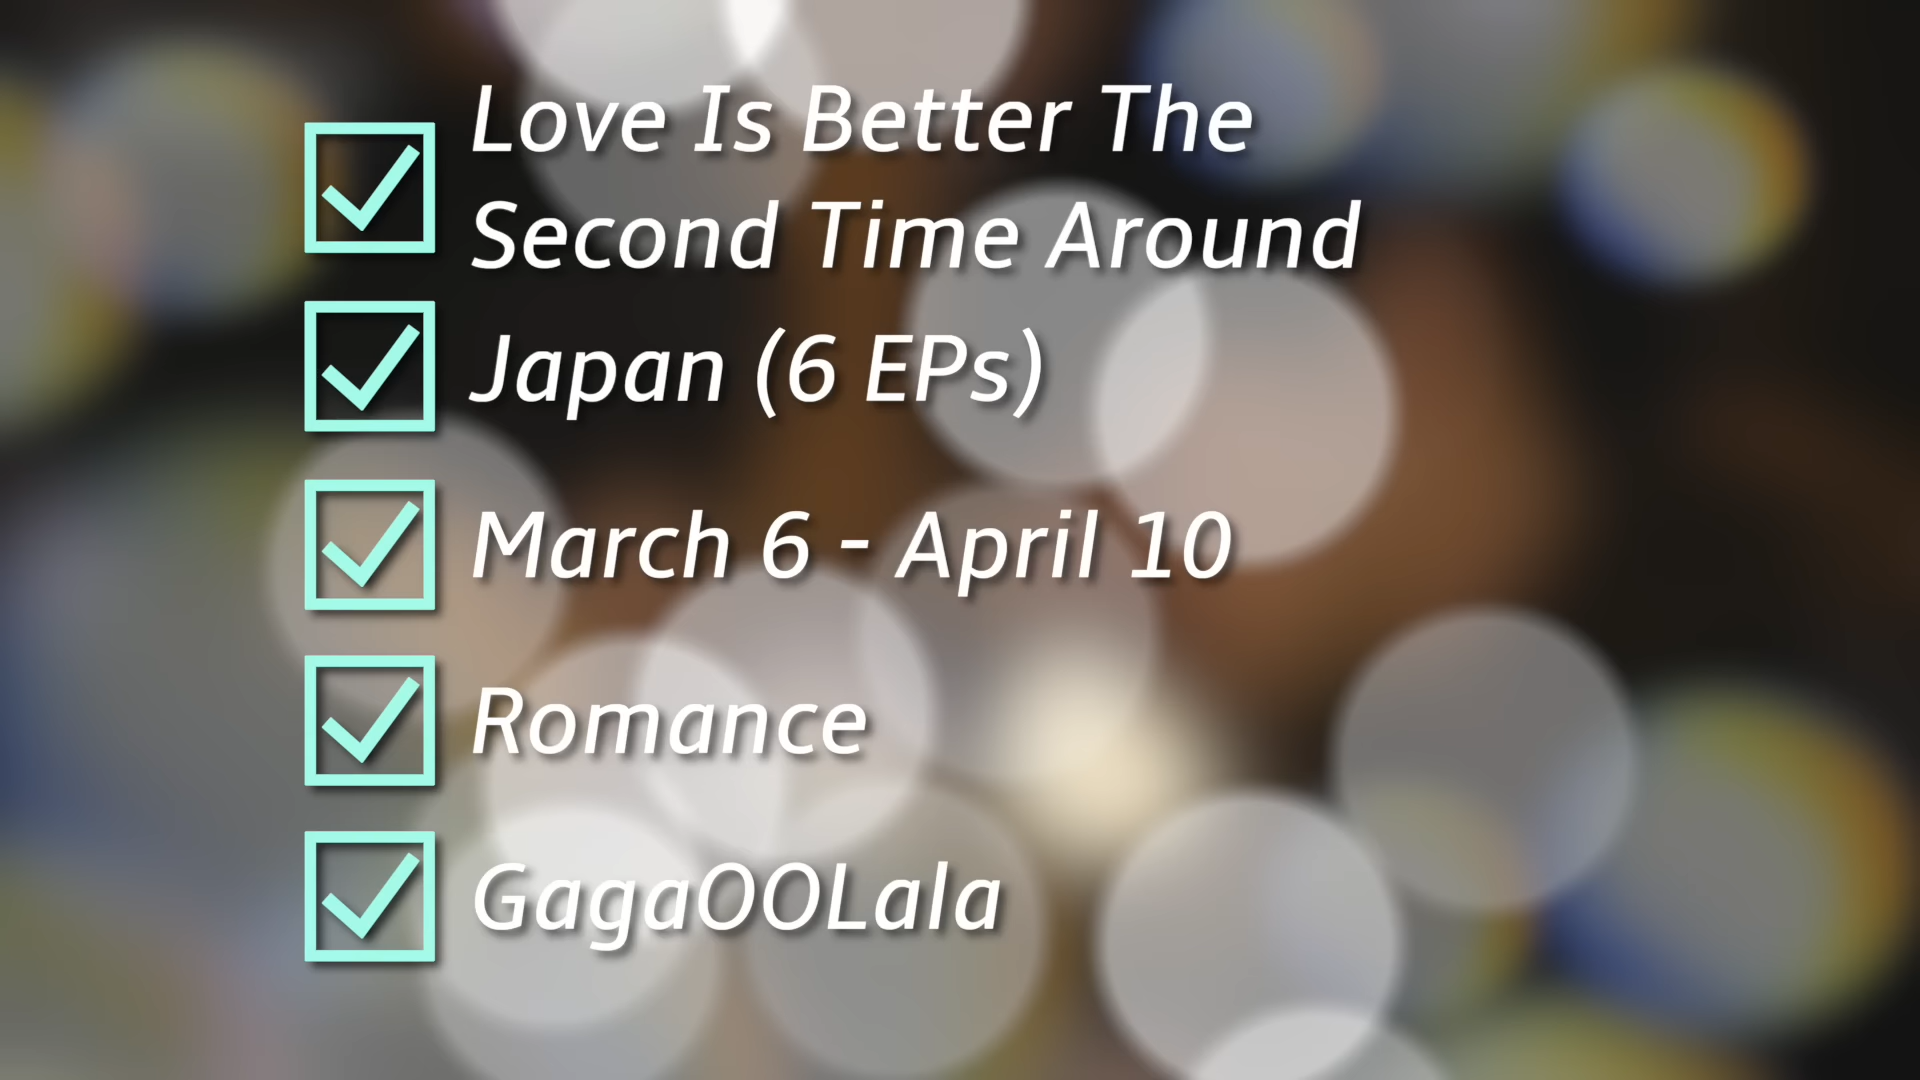 Love Is Better The
Second Time Around
Japan (6 EPs)
March 6 - April 10
Romance
GagaOOLala